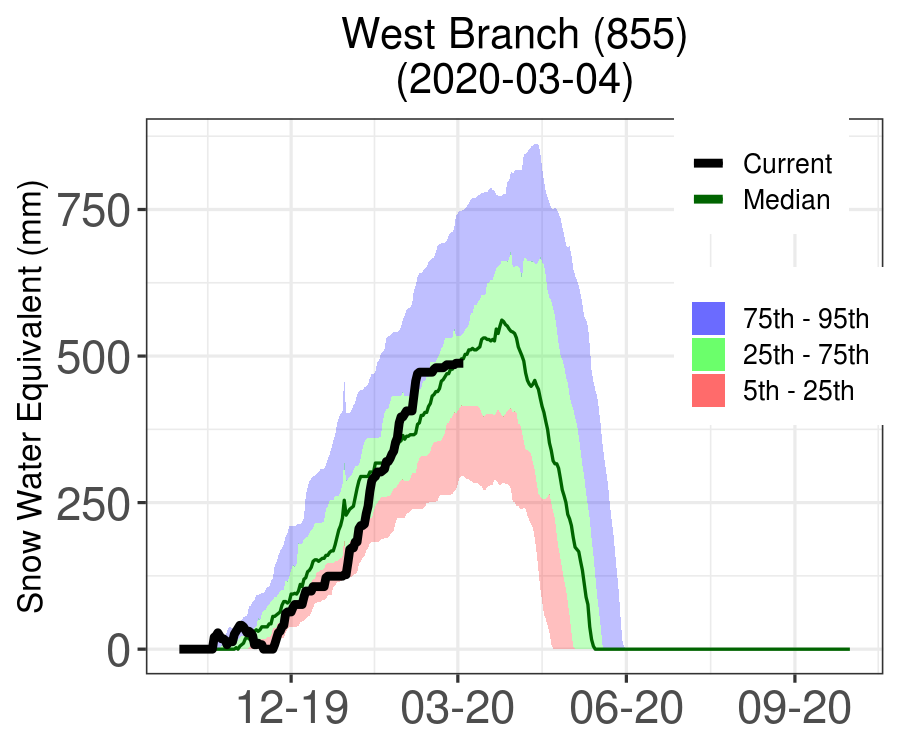 West Branch (855)
(2020-03-04)
Snow Water Equivalent (mm)
750
500
250
0
12-19
03-20
06-20
09-20
Current
Median
75th - 95th
25th - 75th
5th - 25th